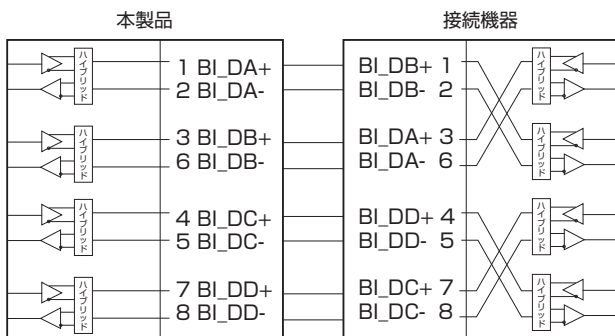 本製品
接続機器
ハイブリッド
1 BI_DA+
2 BI_DA-
BI_DB+ 1
BI_DB- 2
ハイブリッド
ハイブリッド
3 BI_DB+
6 BI_DB-
BI_DA+ 3
BI_DA- 6
ハイブリッド
ハイブリッド
4 BI_DC+
5 BI_DC-
BI_DD+ 4
BI_DD- 5
ハイブリッド
ハイブリッド
7 BI_DD+
8 BI_DD-
BI_DC+ 7
BI_DC- 8
ハイブリッド